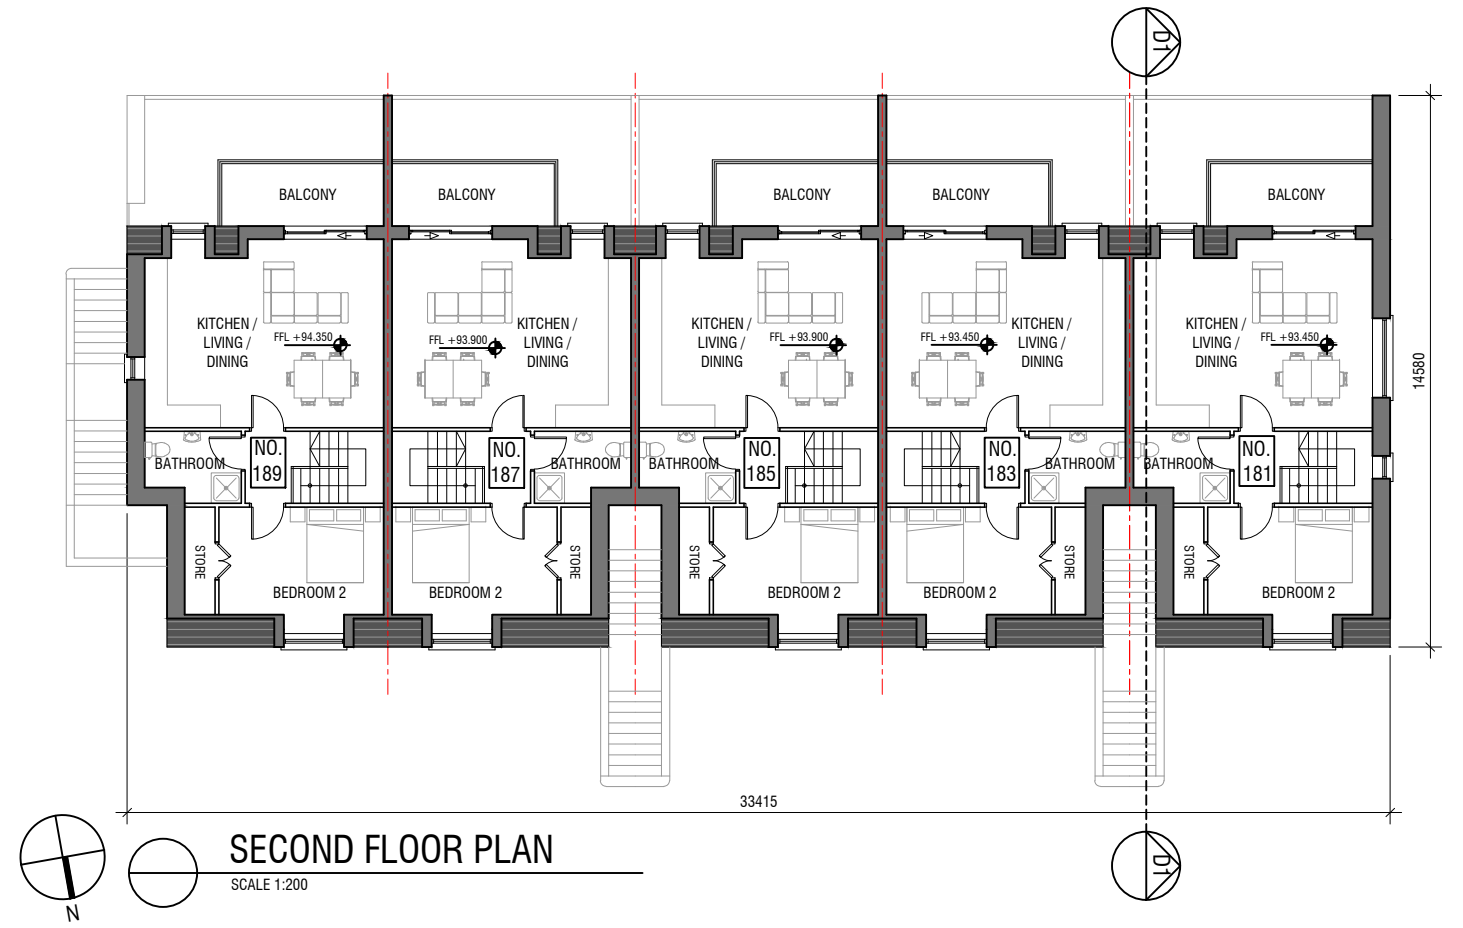 D1
BALCONY
BALCONY
BALCONY
BALCONY
BALCONY
KITCHEN /
LIVING /
DINING
FFL +94.350
FFL +93.900
KITCHEN /
LIVING /
DINING
KITCHEN /
LIVING /
DINING
FFL +93.900
FFL +93.450
KITCHEN /
LIVING /
DINING
KITCHEN /
LIVING /
DINING
FFL +93.450
14580
BATHROOM
NO.
189
NO.
187
BATHROOM
BATHROOM
NO.
185
NO.
183
BATHROOM
BATHROOM
NO.
181
STORE
BEDROOM 2
BEDROOM 2
STORE
STORE
BEDROOM 2
BEDROOM 2
STORE
STORE
BEDROOM 2
33415
SECOND FLOOR PLAN
SCALE 1:200
N
D1